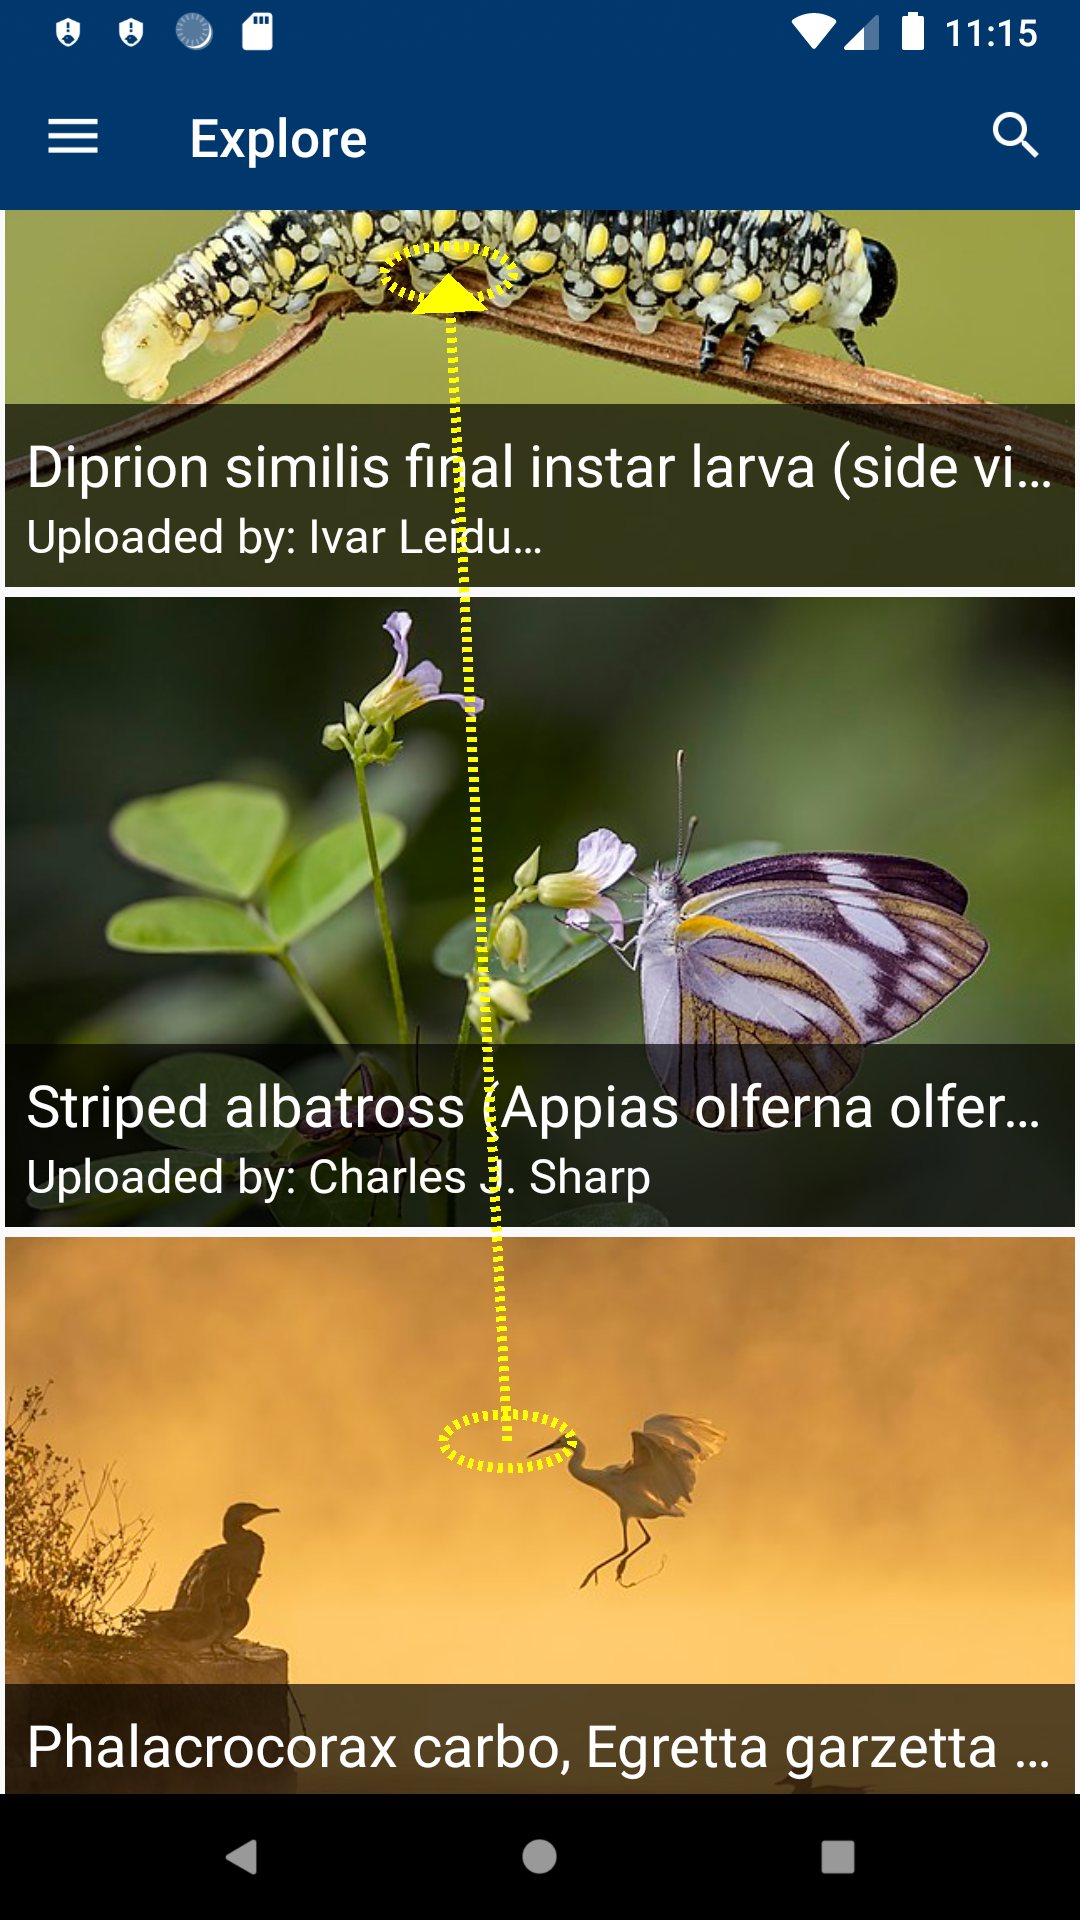 11:15
Explore
Diprion similis final instar larva (side vi...
Uploaded by: Ivar Leidu...
Striped albatross (Appias olferna olfer...
Uploaded by: Charles J. Sharp
Phalacrocorax carbo, Egretta garzetta ...